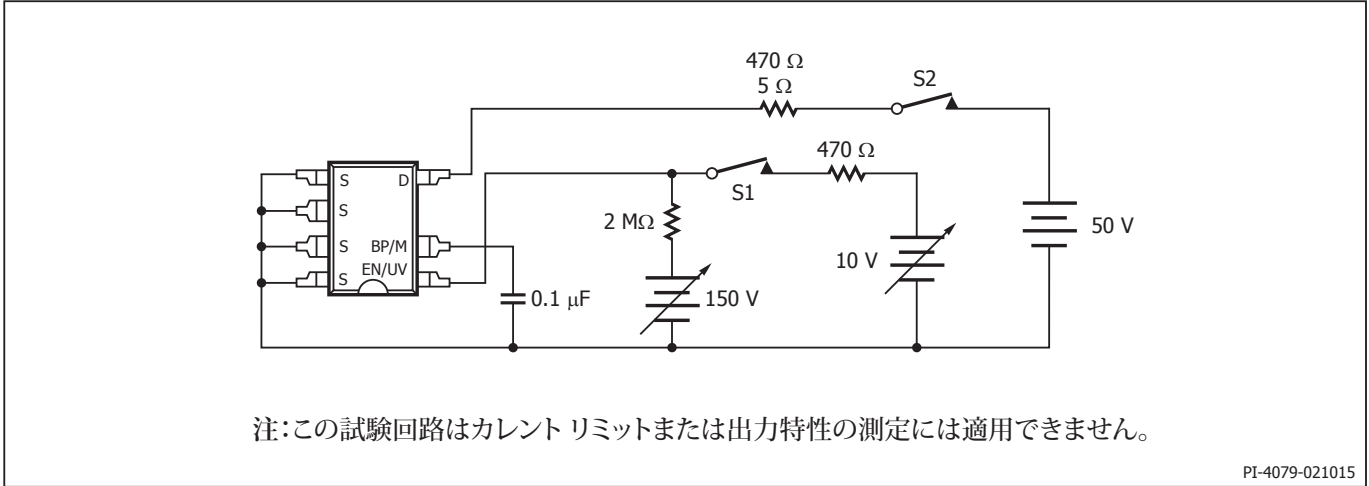 470 Ω
5 Ω
S2
470 Ω
S1
S D
S
S BP/M
EN/UV
S
2 MΩ
50 V
10 V
0.1 μF
150 V
注:この試験回路はカレント リミットまたは出力特性の測定には適用できません。
PI-4079-021015